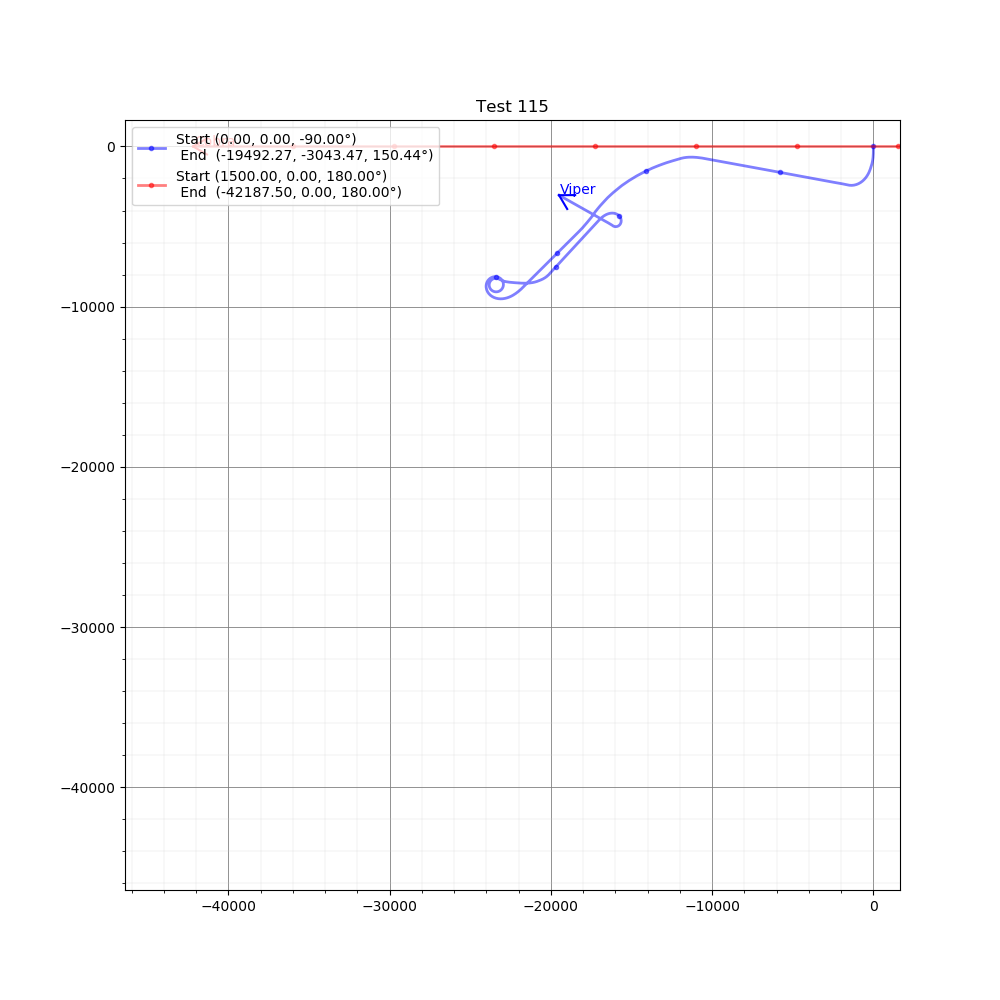 Test 115
Start (0.00, 0.00, -90.00°)
End (-19492.27, -3043.47, 150.44°)
Start (1500.00, 0.00, 180.00°)
End (-42187.50, 0.00, 180.00°)
Viper
0
−10000
−20000
−30000
−40000
−40000 −30000 −20000 −10000 0